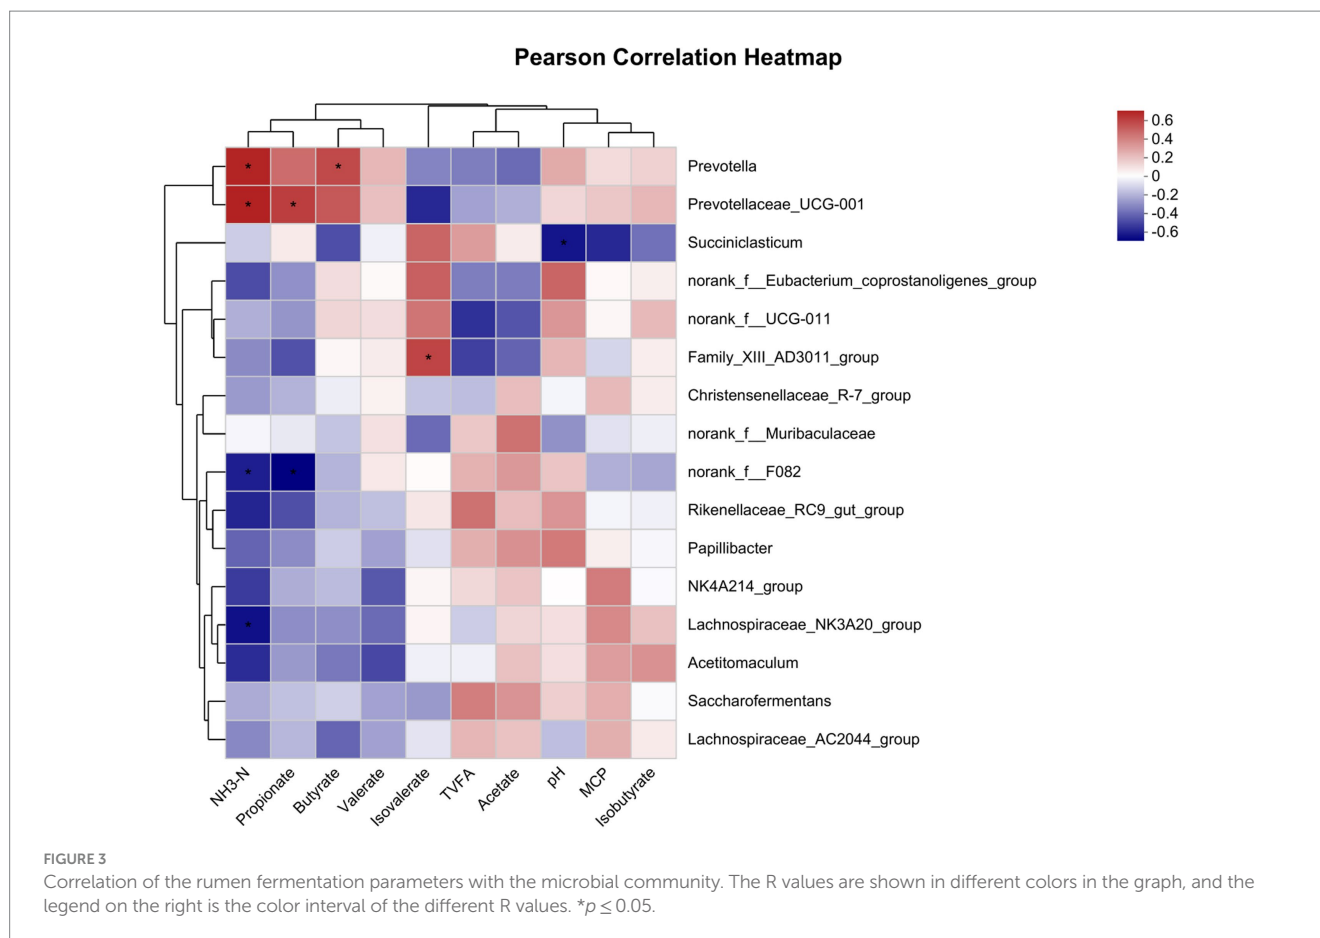 Pearson Correlation Heatmap
0.6
0.4
0.2
0
-0.2
-0.4
-0.6
* * Prevotella
* * Prevotellaceae_UCG-001
* Succiniclasticum
norank_f__Eubacterium_coprostanoligenes_group
norank_f__UCG-011
* Family_XIII_AD3011_group
Christensenellaceae_R-7_group
norank_f__Muribaculaceae
* * norank_f__F082
Rikenellaceae_RC9_gut_group
Papillibacter
NK4A214_group
* Lachnospiraceae_NK3A20_group
Acetitomaculum
Saccharofermentans
Lachnospiraceae_AC2044_group
NH3-N
Propionate
Butyrate
Valerate
Isovalerate
TVFA
Acetate
pH
MCP
Isobutyrate
FIGURE 3
Correlation of the rumen fermentation parameters with the microbial community. The R values are shown in different colors in the graph, and the
legend on the right is the color interval of the different R values. *p ≤ 0.05.